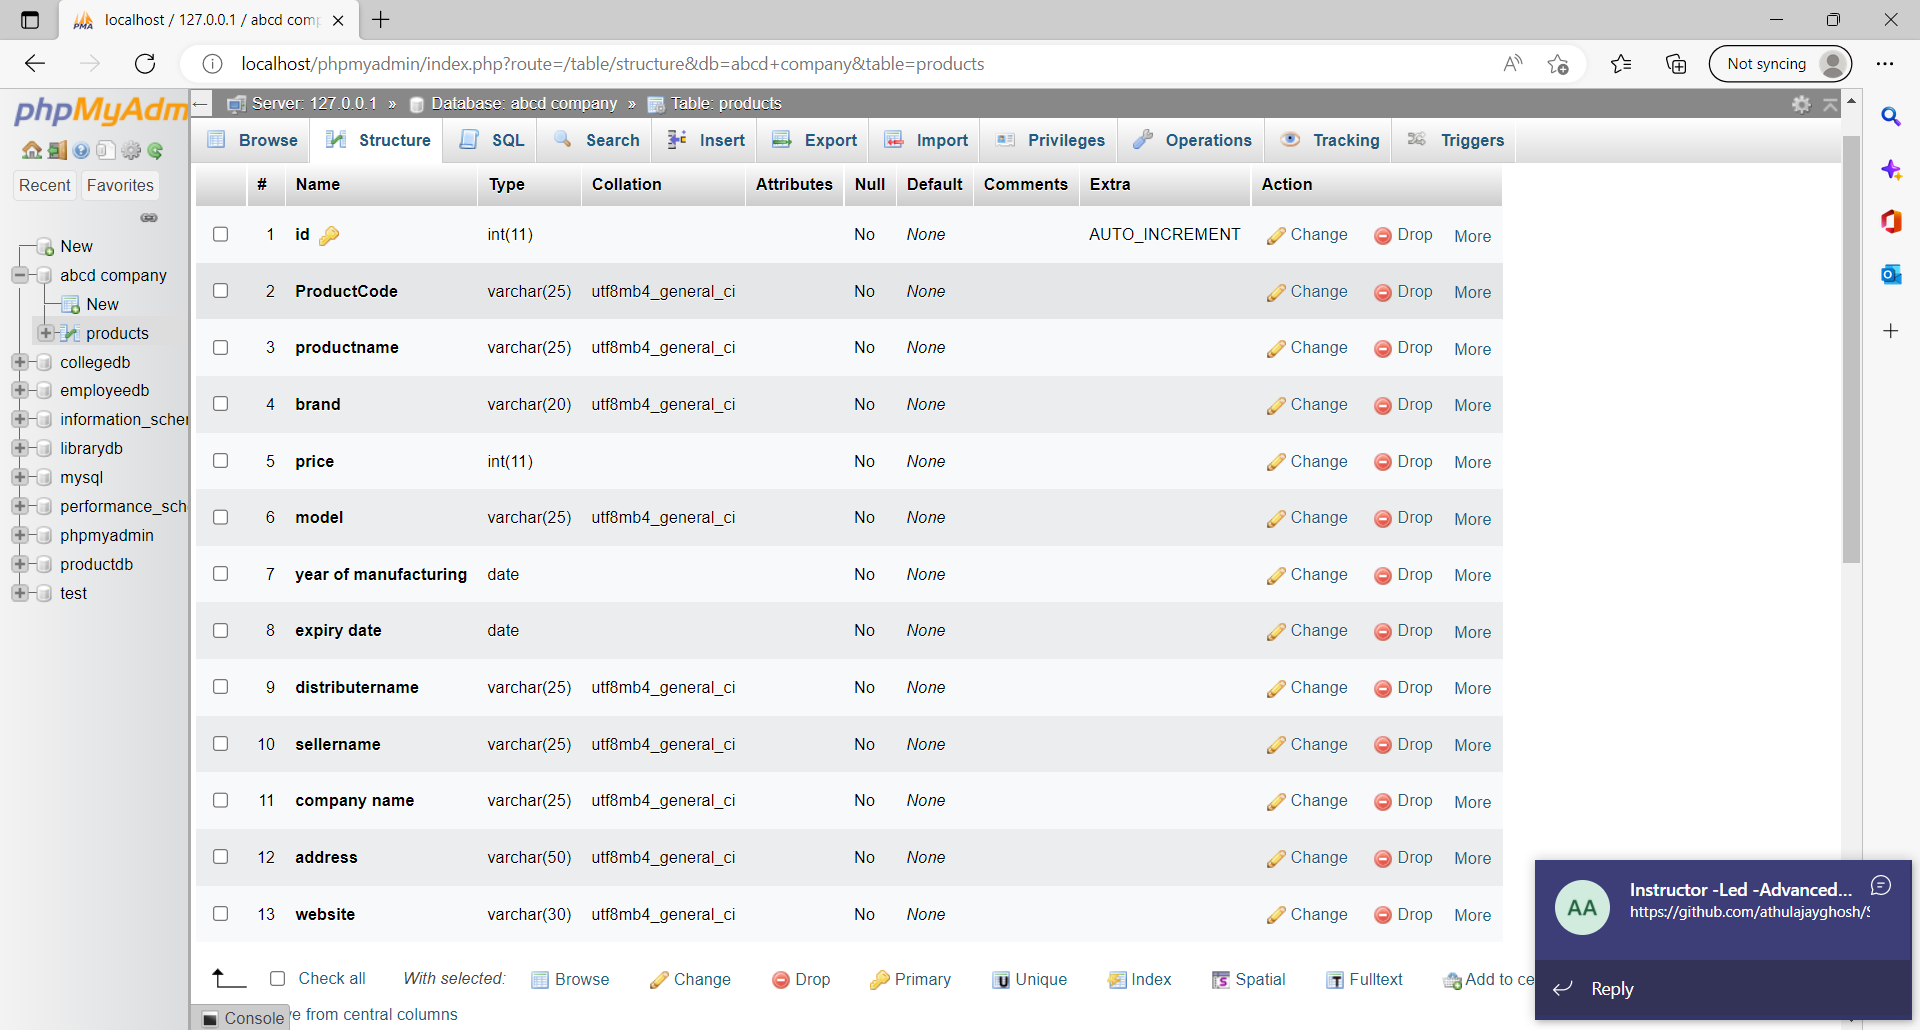 localhost / 127.0.0.1 / abcd comp
localhost/phpmyadmin/index.php?route=/table/structure&db=abcd+company&table=products
Not syncing
phpMyAdm
Server: 127.0.0.1 » Database: abcd company » Table: products
Browse Structure SQL Search Insert Export Import Privileges Operations Tracking Triggers
Recent Favorites
New
abcd company
New
products
collegedb
employeedb
information_scher
librarydb
mysql
performance_sch
phpmyadmin
productdb
test
# Name Type Collation Attributes Null Default Comments Extra Action
1 id int(11) No None AUTO_INCREMENT Change Drop More
2 ProductCode varchar(25) utf8mb4_general_ci No None Change Drop More
3 productname varchar(25) utf8mb4_general_ci No None Change Drop More
4 brand varchar(20) utf8mb4_general_ci No None Change Drop More
5 price int(11) No None Change Drop More
6 model varchar(25) utf8mb4_general_ci No None Change Drop More
7 year of manufacturing date No None Change Drop More
8 expiry date date No None Change Drop More
9 distributername varchar(25) utf8mb4_general_ci No None Change Drop More
10 sellername varchar(25) utf8mb4_general_ci No None Change Drop More
11 company name varchar(25) utf8mb4_general_ci No None Change Drop More
12 address varchar(50) utf8mb4_general_ci No None Change Drop More
13 website varchar(30) utf8mb4_general_ci No None Change Drop More
Check all With selected: Browse Change Drop Primary Unique Index Spatial Fulltext Add to ce
Console ve from central columns
AA
Instructor -Led -Advanced...
https://github.com/athulajayghosh/S
Reply